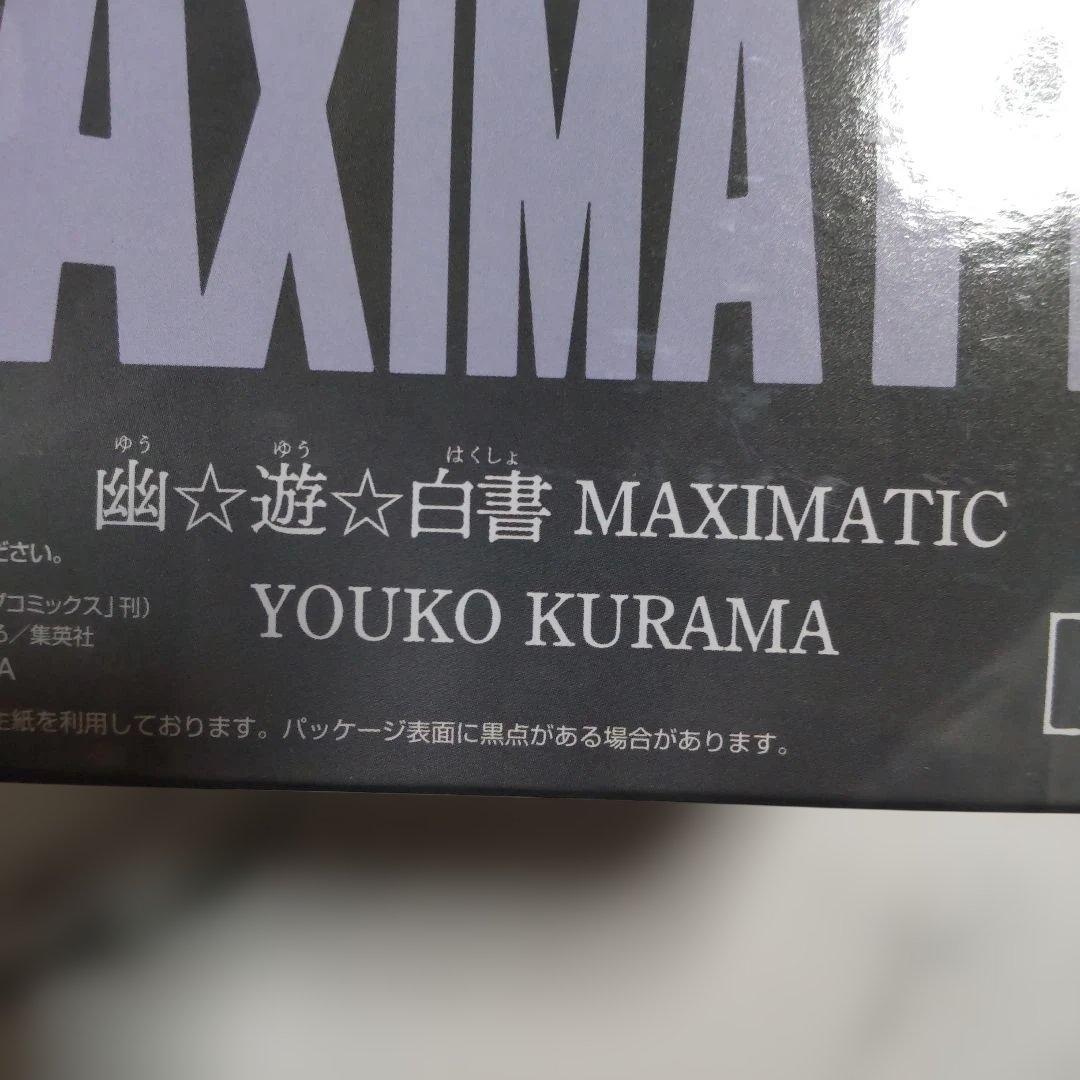 AXIMAT
ゆう ゆう はくしょ
幽☆遊☆白書 MAXIMATIC
YOUKO KURAMA
ださい。
コミックス」刊)
る/集英社
A
生紙を利用しております。パッケージ表面に黒点がある場合があります。